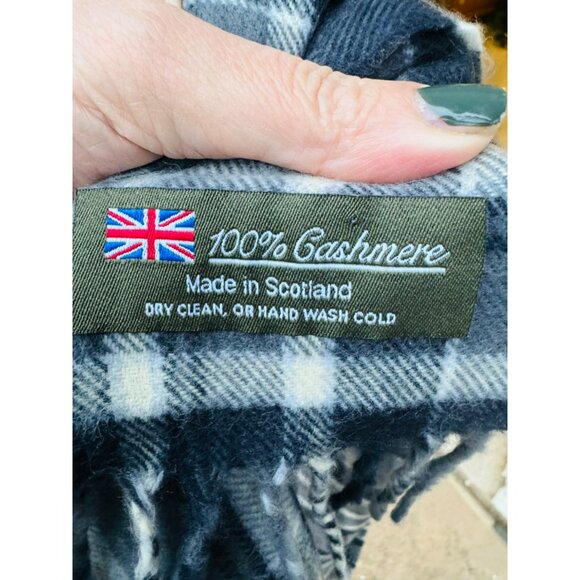 100% Cashmere
Made in Scotland
DRY CLEAN, OR HAND WASH COLD